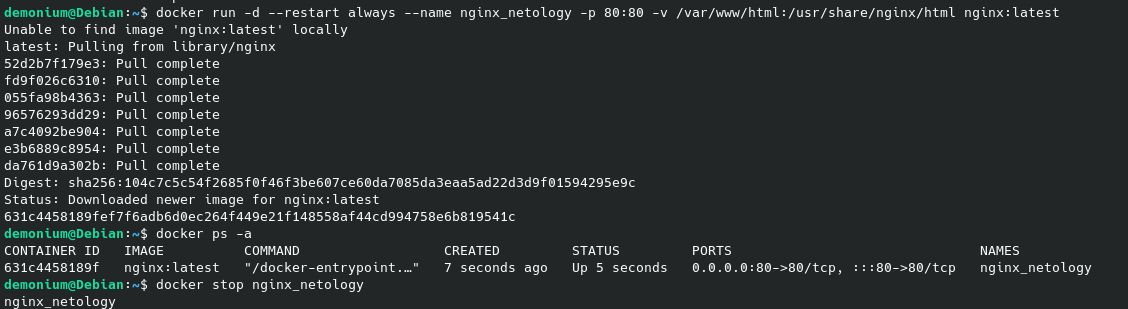 demonium@Debian:~$ docker run -d --restart always --name nginx_netology -p 80:80 -v /var/www/html:/usr/share/nginx/html nginx:latest
Unable to find image 'nginx:latest' locally
latest: Pulling from library/nginx
52d2b7f179e3: Pull complete
fd9f026c6310: Pull complete
055fa98b4363: Pull complete
96576293dd29: Pull complete
a7c4092be904: Pull complete
e3b6889c8954: Pull complete
da761d9a302b: Pull complete
Digest: sha256:104c7c5c54f2685f0f46f3be607ce60da7085da3eaa5ad22d3d9f01594295e9c
Status: Downloaded newer image for nginx:latest
631c4458189fef7f6adb6d0ec264f449e21f148558af44cd994758e6b819541c
demonium@Debian:~$ docker ps -a
CONTAINER ID   IMAGE          COMMAND                  CREATED         STATUS         PORTS                               NAMES
631c4458189f   nginx:latest   "/docker-entrypoint.…"   7 seconds ago   Up 5 seconds   0.0.0.0:80->80/tcp, :::80->80/tcp   nginx_netology
demonium@Debian:~$ docker stop nginx_netology
nginx_netology